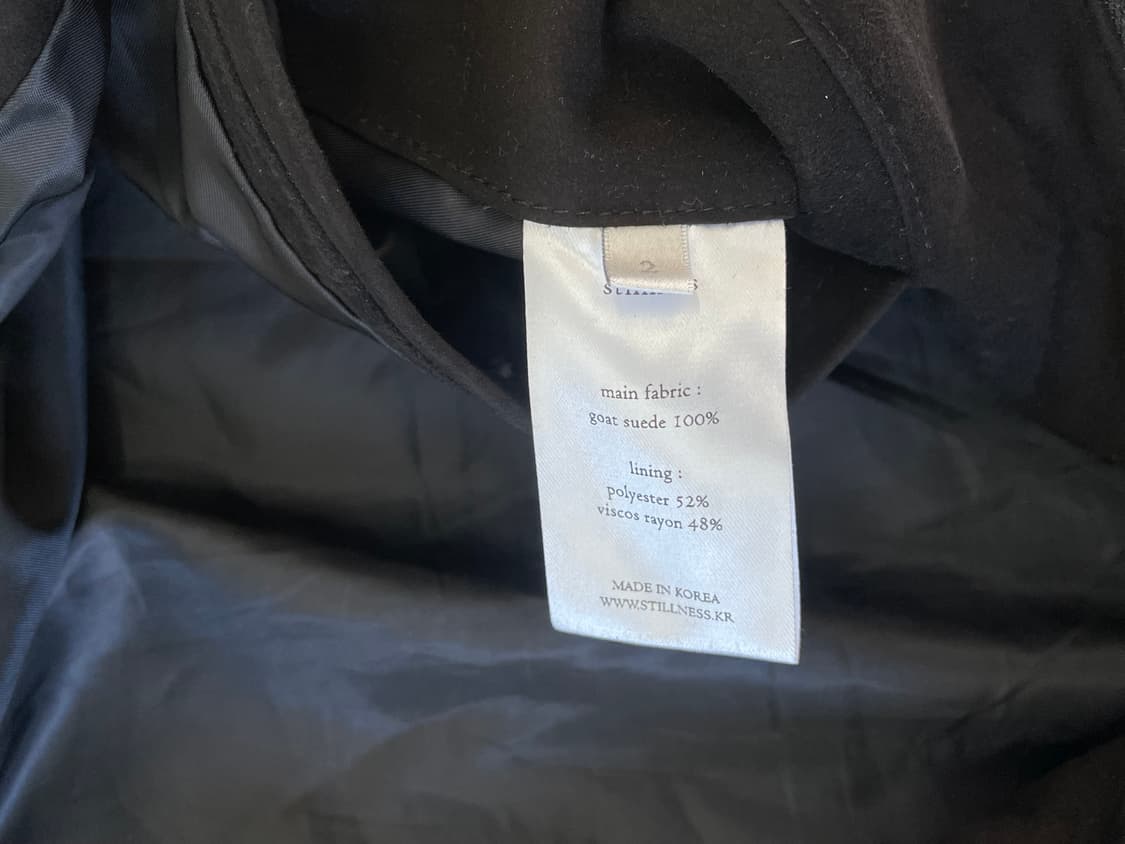 2
main fabric :
goat suede 100%
lining :
polyester 52%
viscos rayon 48%
MADE IN KOREA
WWW.STILLNESS.KR